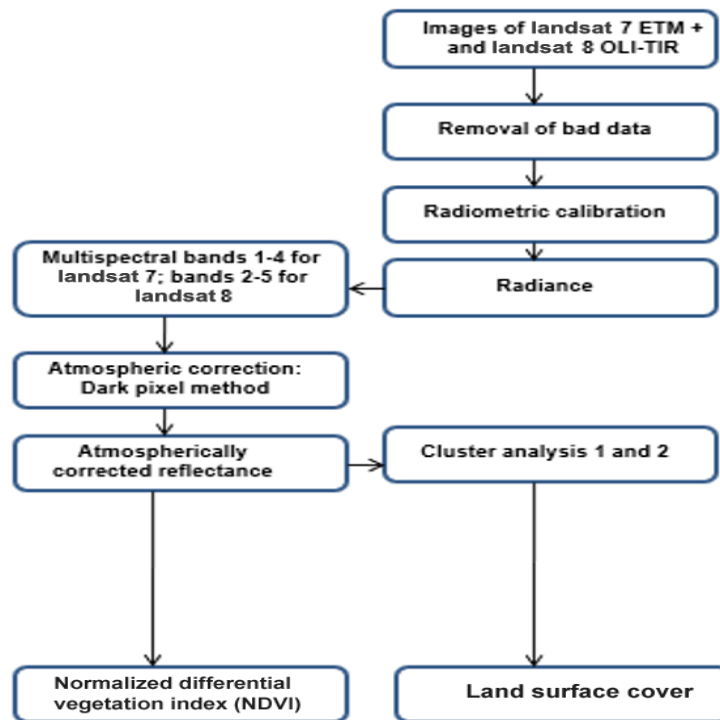 Images of landsat 7 ETM +
and landsat 8 OLI-TIR
Removal of bad data
Radiometric calibration
Radiance
Multispectral bands 1-4 for
landsat 7; bands 2-5 for
landsat 8
Atmospheric correction:
Dark pixel method
Atmospherically
corrected reflectance
Cluster analysis 1 and 2
Normalized differential
vegetation index (NDVI)
Land surface cover